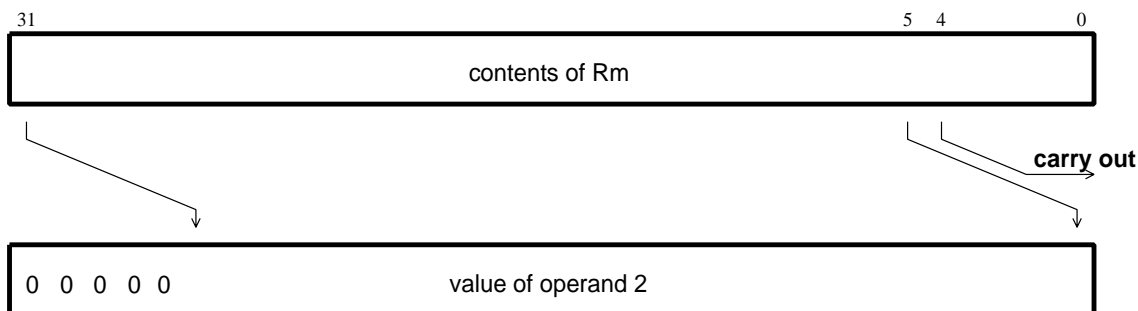 31 5 4 0
contents of Rm
carry out
0 0 0 0 0 value of operand 2